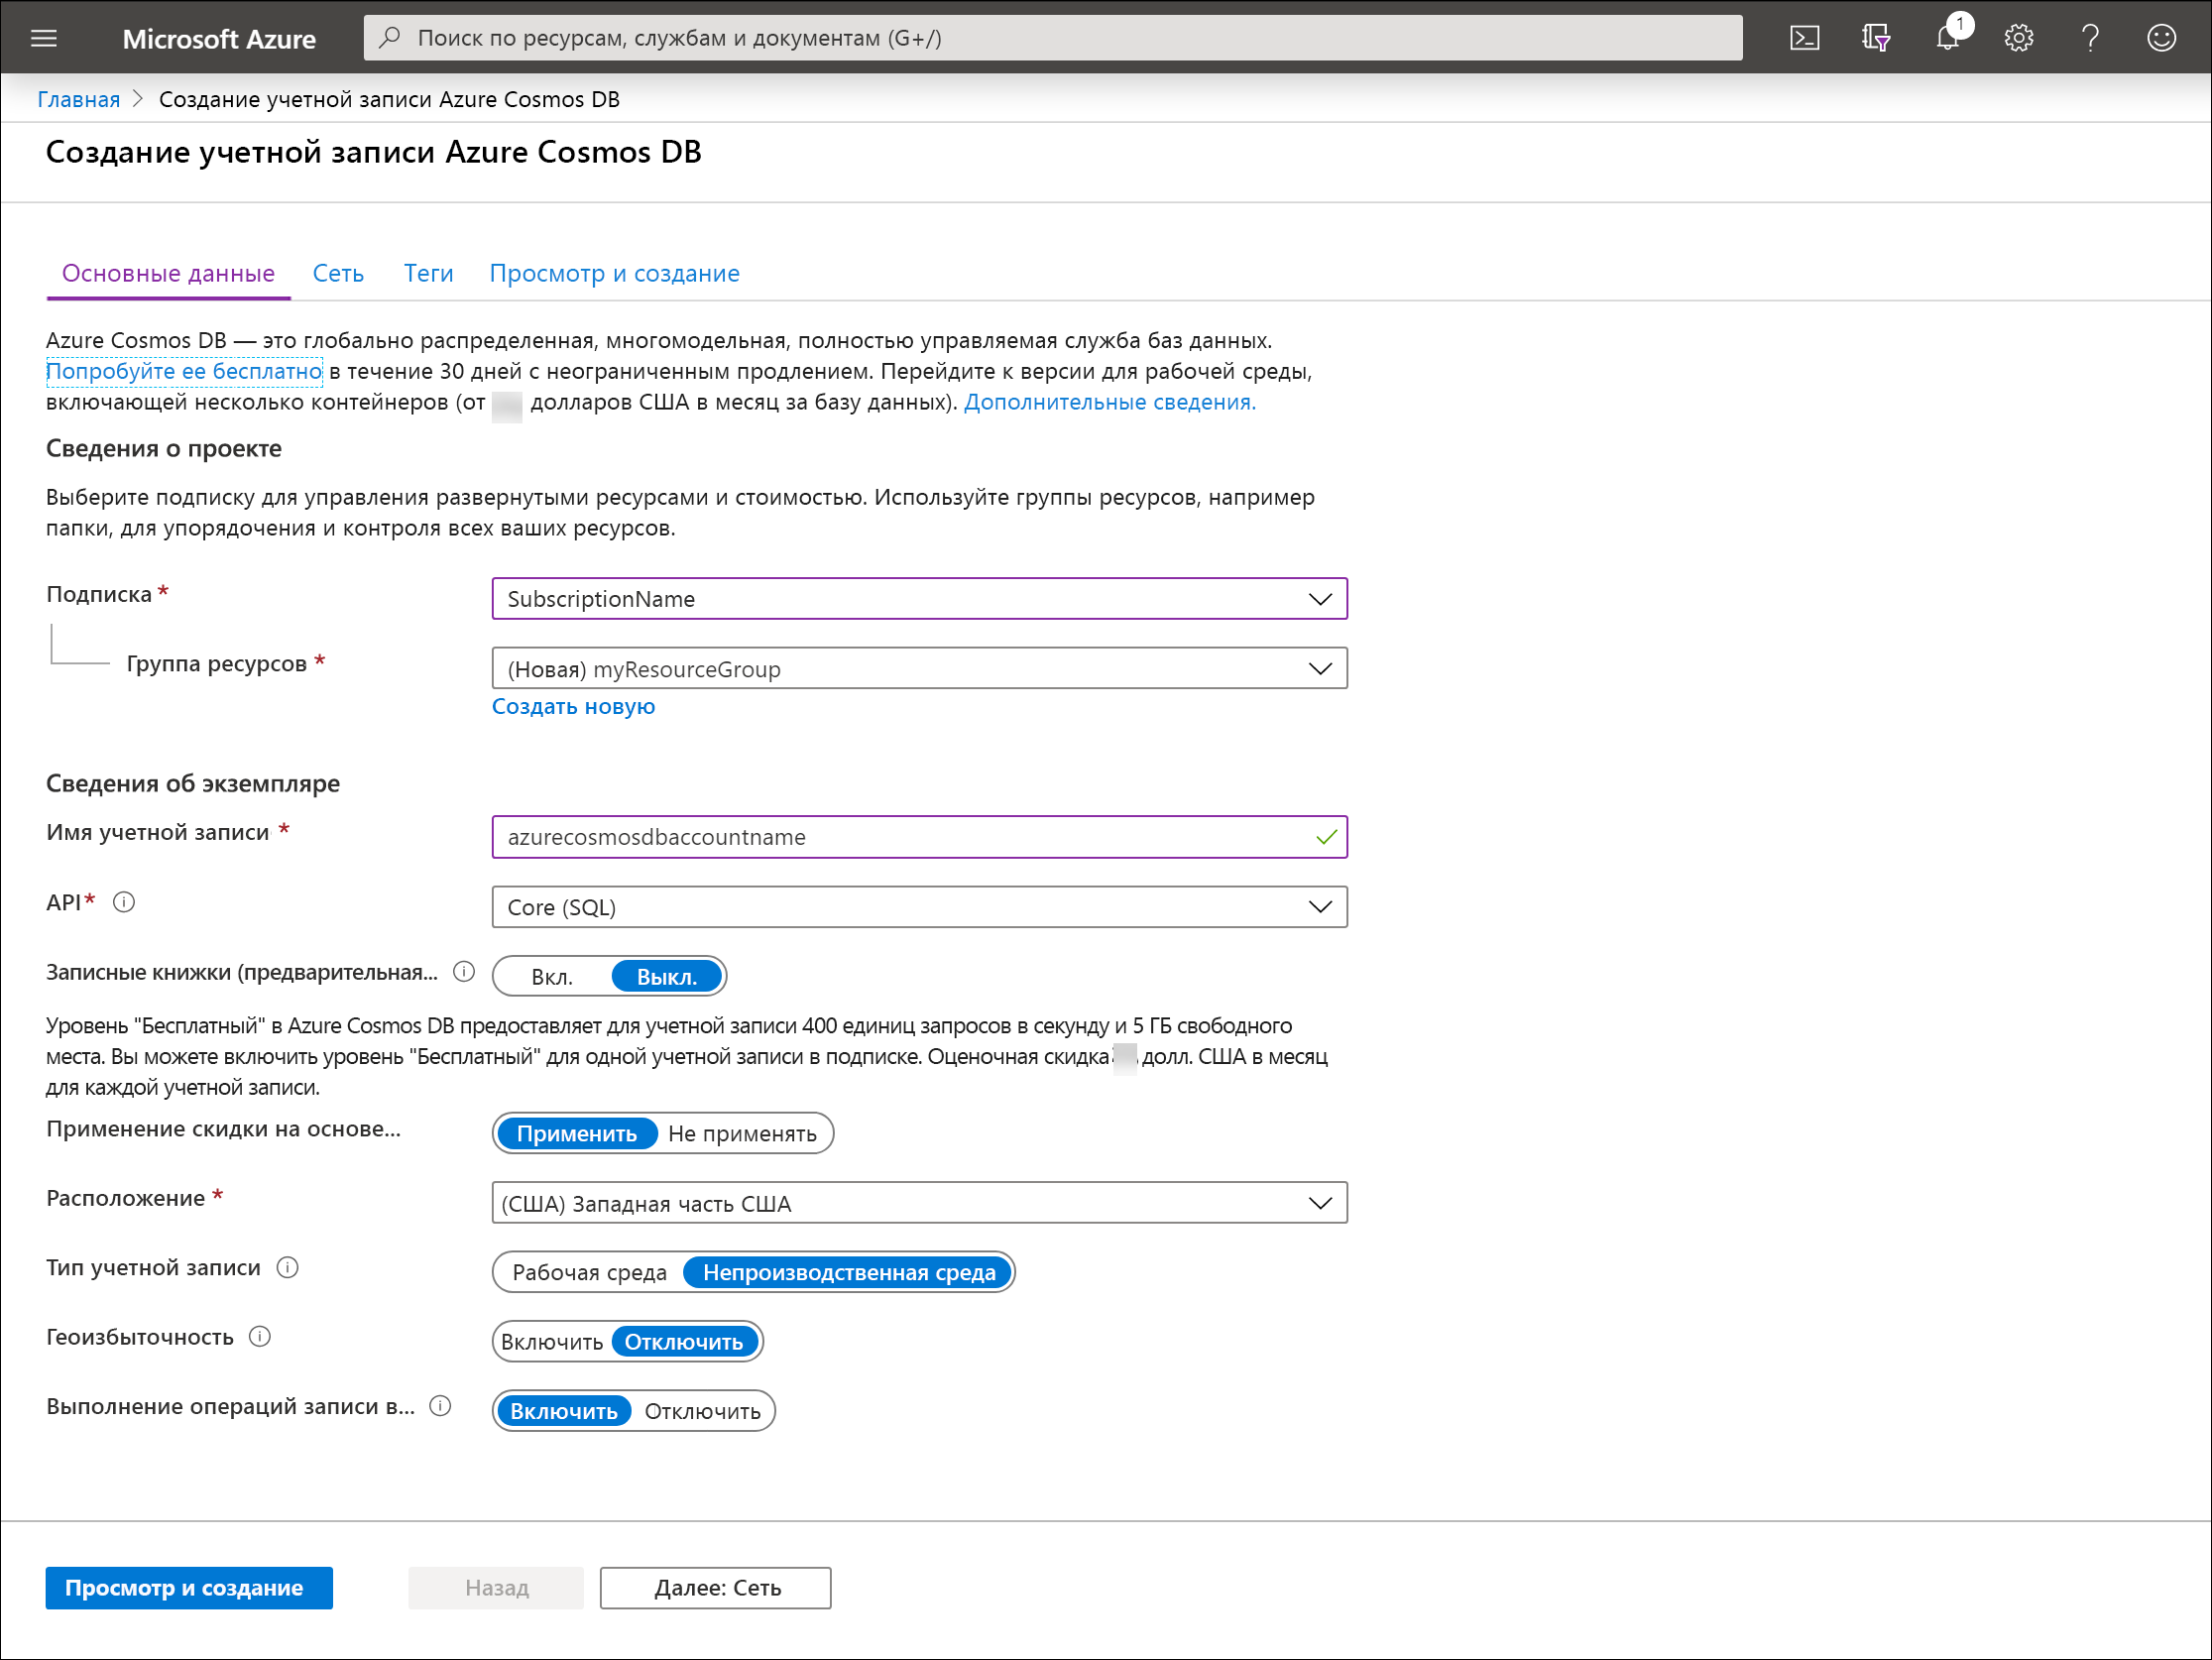 Microsoft Azure
Поиск по ресурсам, службам и документам (G+/)
1
Главная > Создание учетной записи Azure Cosmos DB
Создание учетной записи Azure Cosmos DB
Основные данные Сеть Теги Просмотр и создание
Azure Cosmos DB — это глобально распределенная, многомодельная, полностью управляемая служба баз данных.
Попробуйте ее бесплатно в течение 30 дней с неограниченным продлением. Перейдите к версии для рабочей среды,
включающей несколько контейнеров (от долларов США в месяц за базу данных). Дополнительные сведения.
Сведения о проекте
Выберите подписку для управления развернутыми ресурсами и стоимостью. Используйте группы ресурсов, например
папки, для упорядочения и контроля всех ваших ресурсов.
Подписка *
SubscriptionName
Группа ресурсов *
(Новая) myResourceGroup
Создать новую
Сведения об экземпляре
Имя учетной записи *
azurecosmosdbaccountname
API *
Core (SQL)
Записные книжки (предварительная...
Вкл. Выкл.
Уровень "Бесплатный" в Azure Cosmos DB предоставляет для учетной записи 400 единиц запросов в секунду и 5 ГБ свободного
места. Вы можете включить уровень "Бесплатный" для одной учетной записи в подписке. Оценочная скидка долл. США в месяц
для каждой учетной записи.
Применение скидки на основе...
Применить Не применять
Расположение *
(США) Западная часть США
Тип учетной записи
Рабочая среда Непроизводственная среда
Геоизбыточность
Включить Отключить
Выполнение операций записи в...
Включить Отключить
Просмотр и создание Назад Далее: Сеть